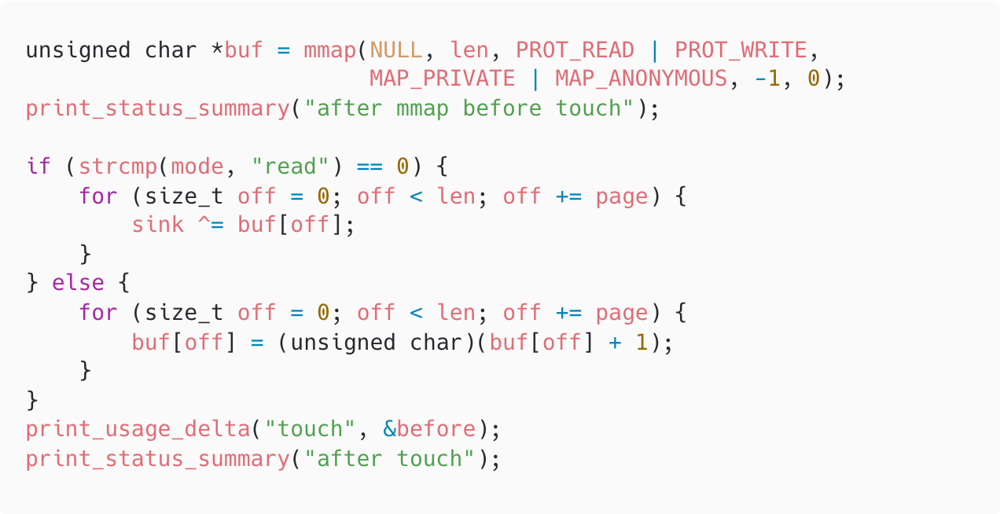 unsigned char *buf = mmap(NULL, len, PROT_READ | PROT_WRITE,
                          MAP_PRIVATE | MAP_ANONYMOUS, -1, 0);
print_status_summary("after mmap before touch");

if (strcmp(mode, "read") == 0) {
    for (size_t off = 0; off < len; off += page) {
        sink ^= buf[off];
    }
} else {
    for (size_t off = 0; off < len; off += page) {
        buf[off] = (unsigned char)(buf[off] + 1);
    }
}
print_usage_delta("touch", &before);
print_status_summary("after touch");